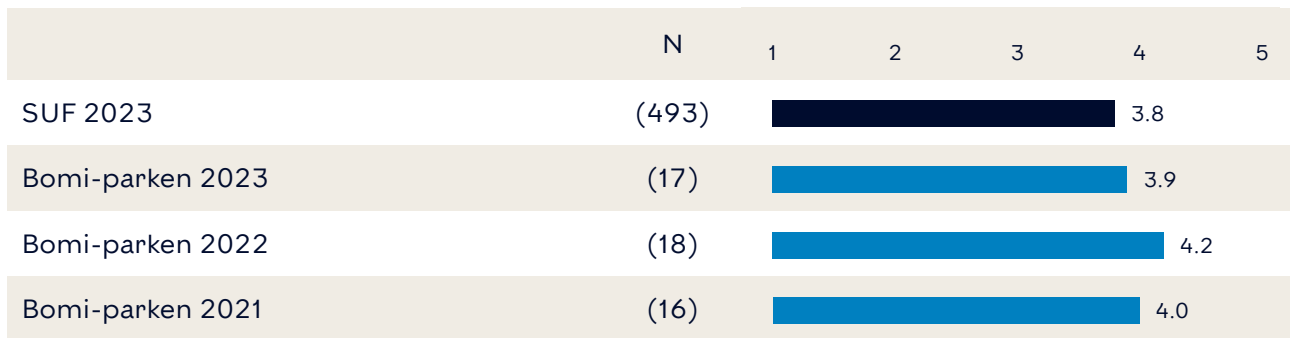 N 1 2 3 4 5
SUF 2023 (493) 3.8
Bomi-parken 2023 (17) 3.9
Bomi-parken 2022 (18) 4.2
Bomi-parken 2021 (16) 4.0